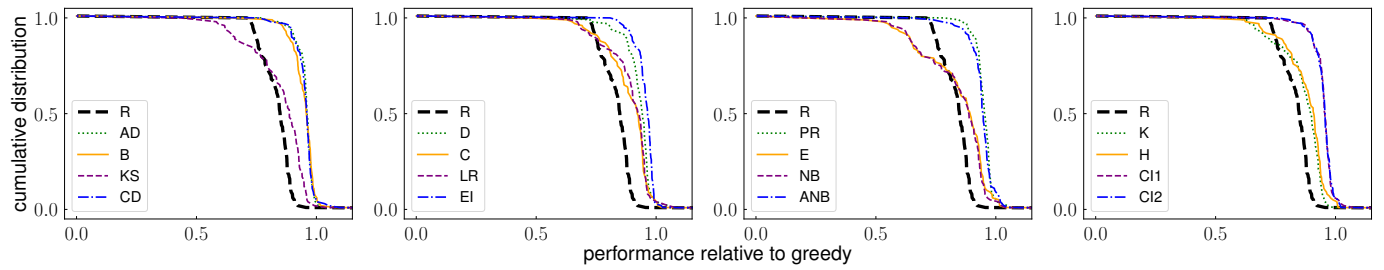 cumulative distribution
1.0
0.5
0.0
R
AD
B
KS
CD
0.0 0.5 1.0
1.0
0.5
0.0
R
D
C
LR
EI
0.0 0.5 1.0
1.0
0.5
0.0
R
PR
E
NB
ANB
0.0 0.5 1.0
1.0
0.5
0.0
R
K
H
CI1
CI2
0.0 0.5 1.0
performance relative to greedy